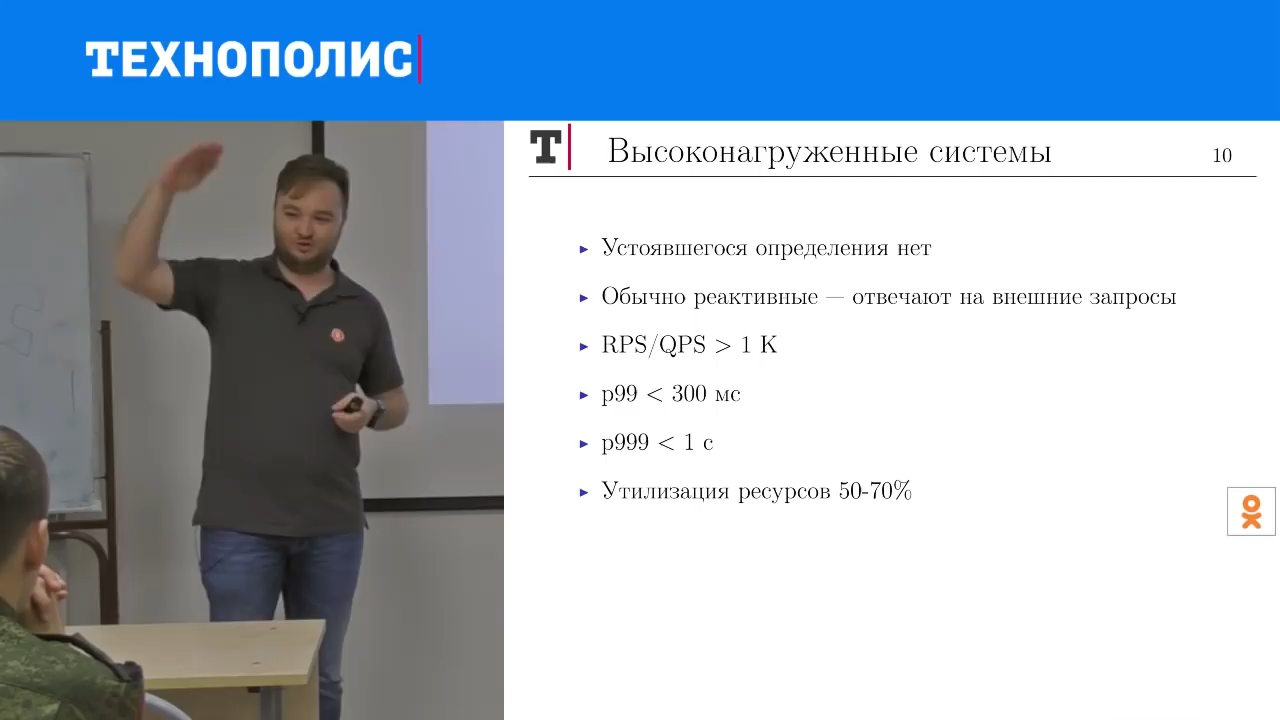 ТЕХНОПОЛИС
Т Высоконагруженные системы 10
Устоявшегося определения нет
Обычно реактивные — отвечают на внешние запросы
RPS/QPS > 1 K
p99 < 300 мс
p999 < 1 с
Утилизация ресурсов 50-70%